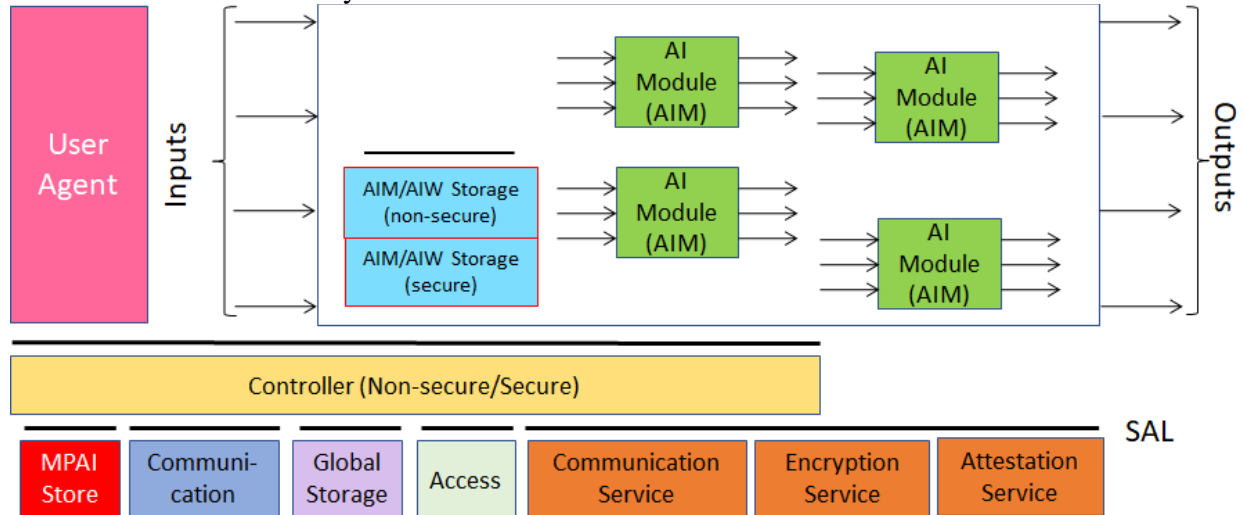 User
Agent
Inputs
AI
Module
(AIM)
AI
Module
(AIM)
AIM/AIW Storage
(non-secure)
AIM/AIW Storage
(secure)
AI
Module
(AIM)
AI
Module
(AIM)
Outputs
Controller (Non-secure/Secure)
SAL
MPAI
Store
Communi-
cation
Global
Storage
Access
Communication
Service
Encryption
Service
Attestation
Service